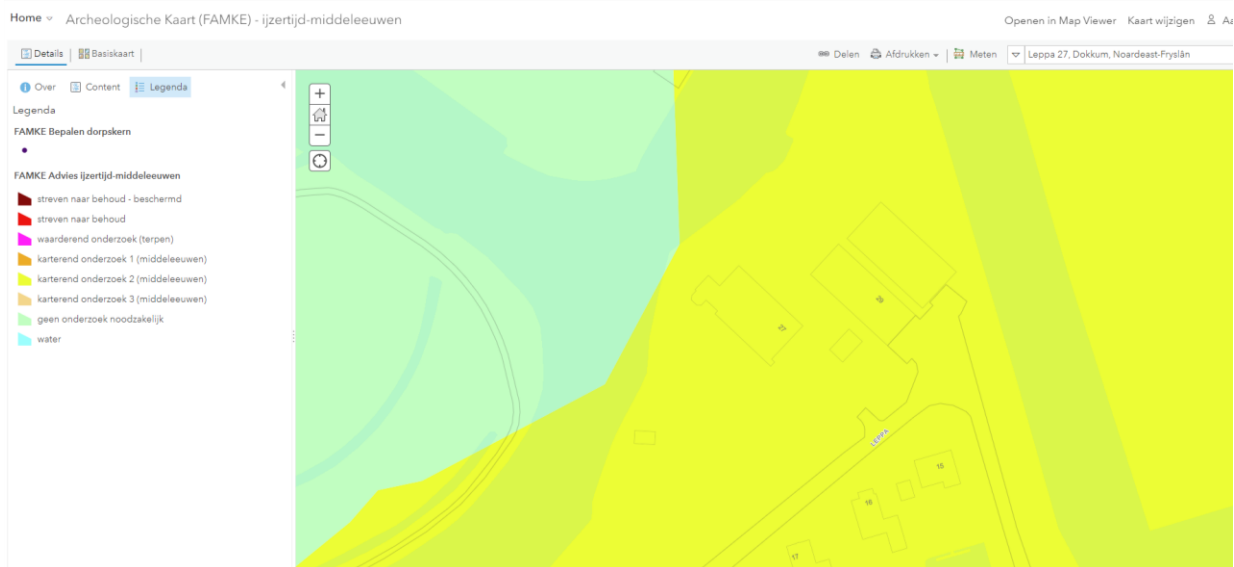 Home Archeologische Kaart (FAMKE) - ijzertijd-middeleeuwen
Openen in Map Viewer Kaart wijzigen
Details Basiskaart
Delen Afdrukken Meten Leppa 27, Dokkum, Noardeast-Fryslân
Over Content Legenda
Legenda
FAMKE Bepalen dorpskern
FAMKE Advies ijzertijd-middeleeuwen
streven naar behoud - beschermd
streven naar behoud
waarderend onderzoek (terpen)
karterend onderzoek 1 (middeleeuwen)
karterend onderzoek 2 (middeleeuwen)
karterend onderzoek 3 (middeleeuwen)
geen onderzoek noodzakelijk
water
+
−
27
28
LEPPA
15
16
17